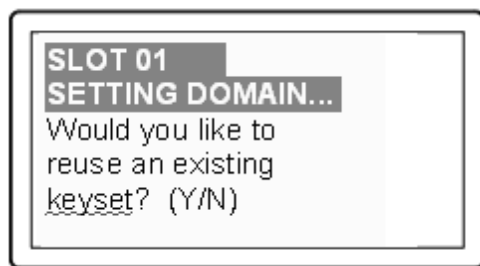 SLOT 01
SETTING DOMAIN...
Would you like to
reuse an existing
keyset? (Y/N)